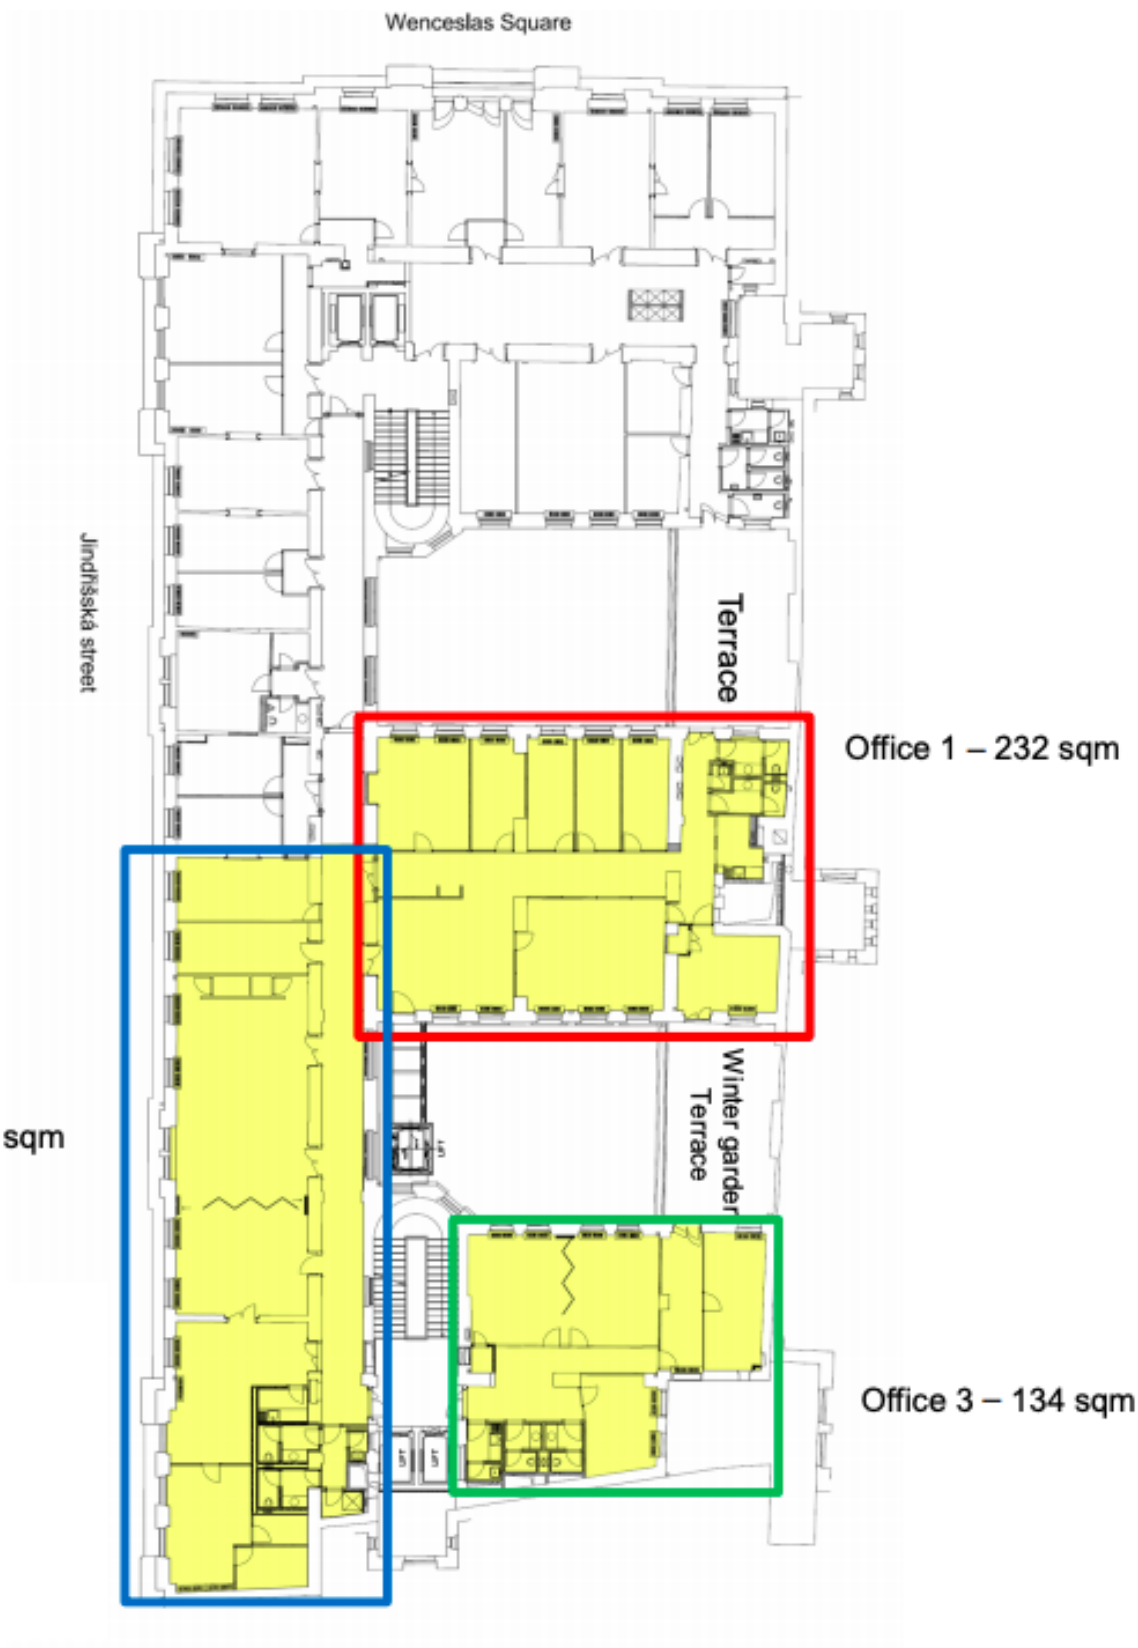 Wenceslas Square
Jindřišská street
Terrace
Office 1 – 232 sqm
Winter garden
Terrace
sqm
LIFT
Office 3 – 134 sqm
LIFT
LIFT